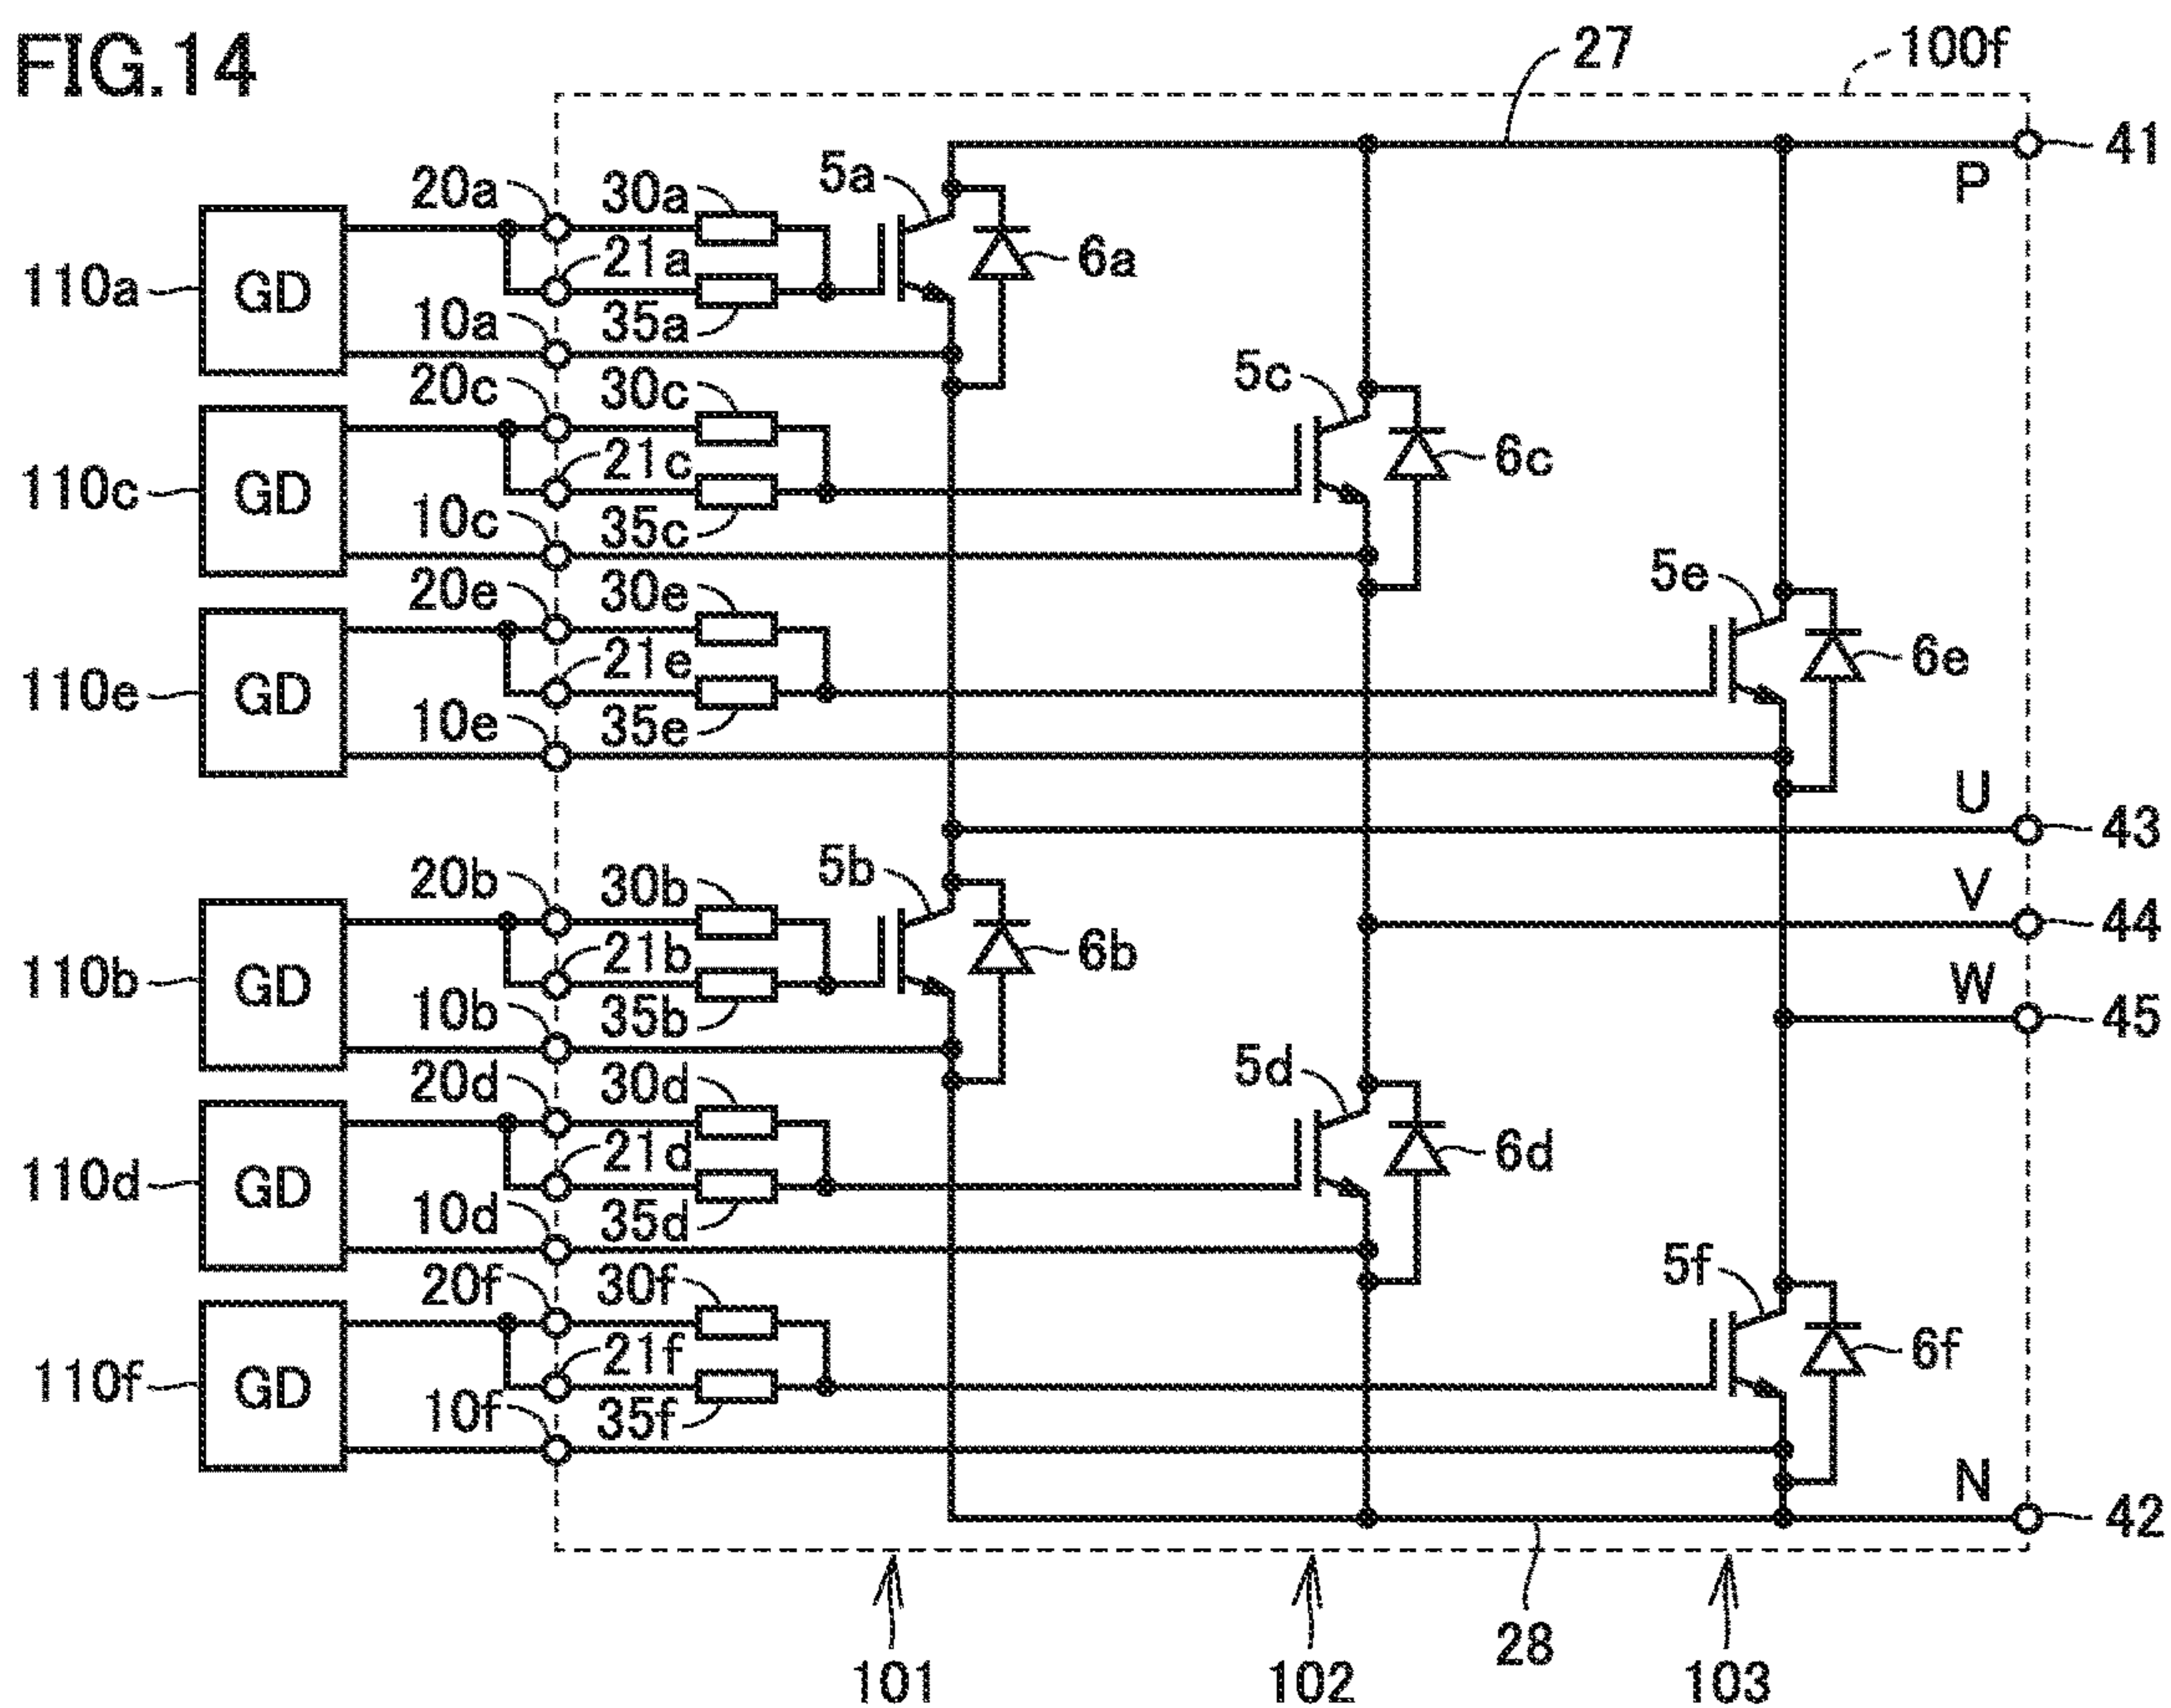 FIG.14
27
100f
41
P
20a
30a
5a
110a
GD
21a
6a
10a
35a
20c
30c
5c
110c
GD
21c
6c
10c
35c
20e
30e
5e
110e
GD
21e
6e
10e
35e
U
43
20b
30b
5b
V
44
110b
GD
21b
6b
W
45
10b
35b
20d
30d
5d
110d
GD
21d
6d
10d
35d
20f
30f
5f
110f
GD
21f
6f
10f
35f
N
42
28
101
102
103